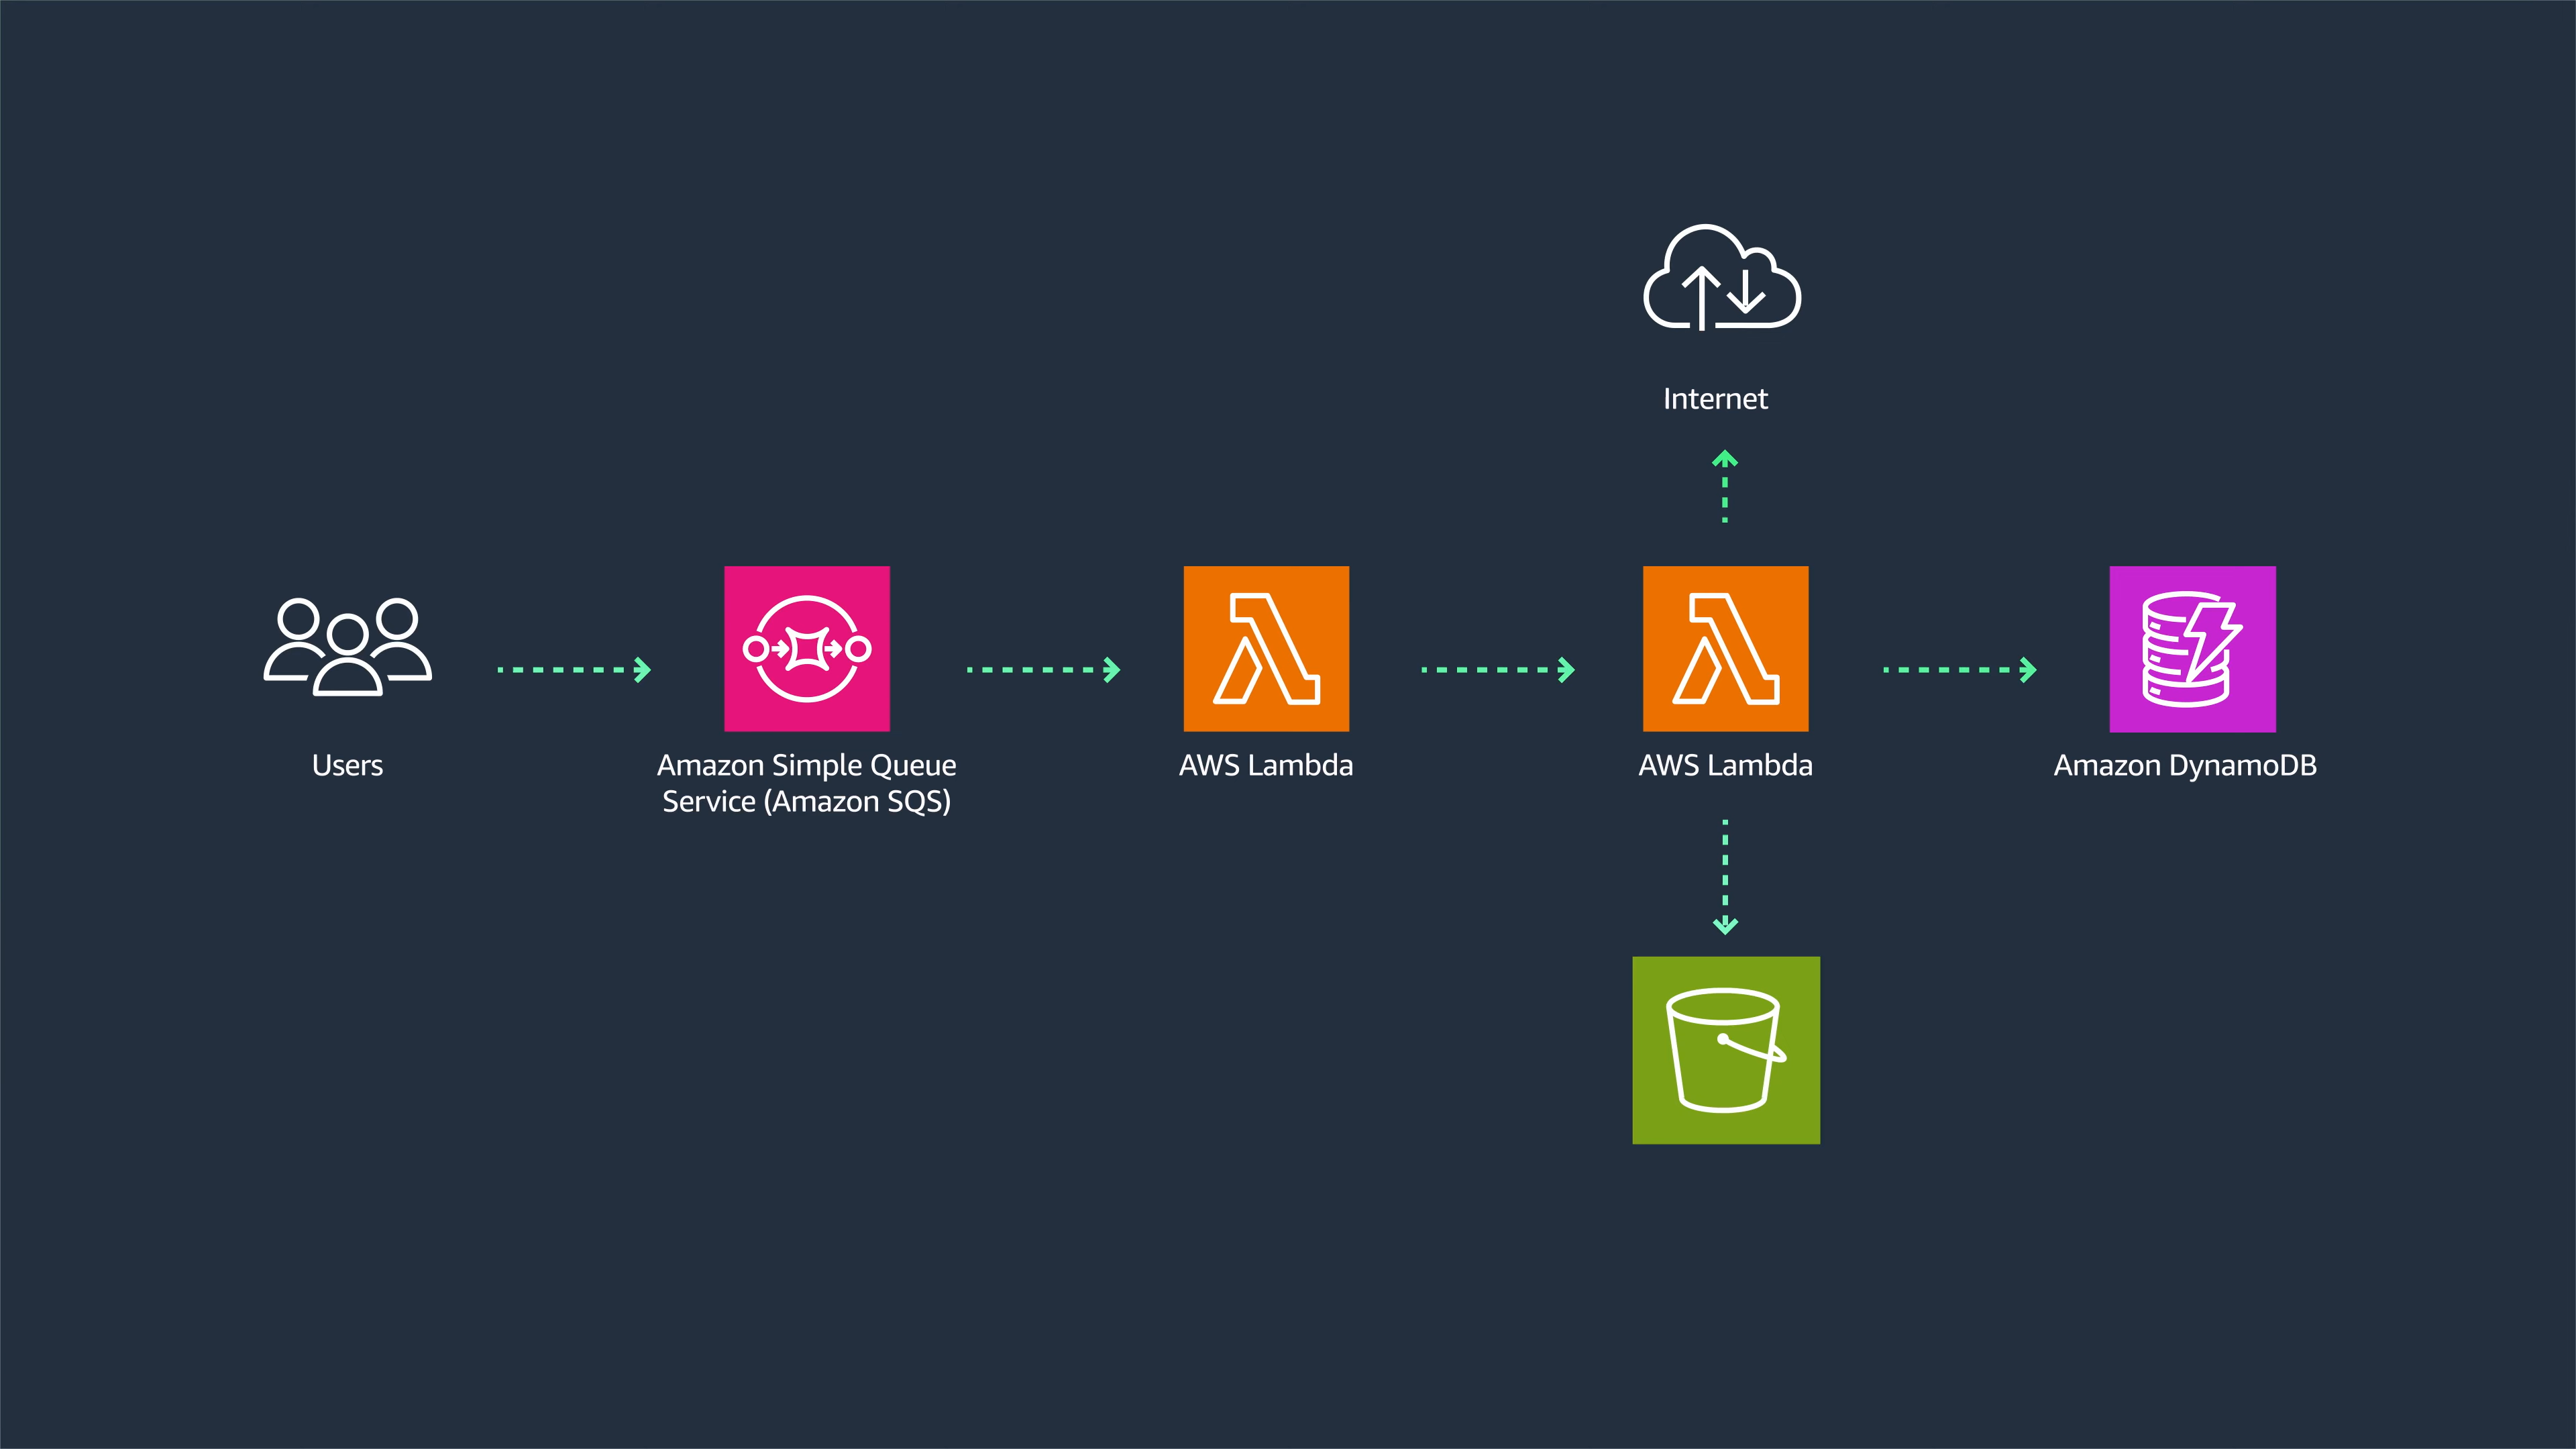 Internet
Users
Amazon Simple Queue
Service (Amazon SQS)
AWS Lambda
AWS Lambda
Amazon DynamoDB